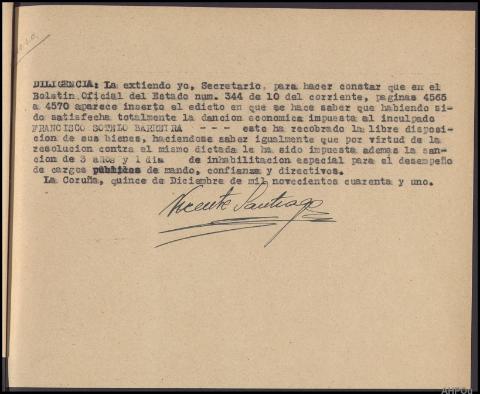 DILIGENCIA: La extiendo yo, Secretario, para hacer constar que en el
Boletin Oficial del Estado num. 344 de 10 del corriente, paginas 4565
a 4570 aparece inserto el edicto en que se hace saber que habiendo si-
do satisfecha totalmente la dancion economica impuesta al inculpado
FRANCISCO SOTNLO BAREIRA - - - este ha recobrado la libre disposi-
cion de sus bienes, haciendose saber igualmente que por virtud de la
resolucion contra el mismo dictada le ha sido impuesta ademas la san-
cion de 3 años y 1 dia de inhabilitacion especial para el desempeño
de cargos públicos de mando, confianza y directivos.
La Coruña, quince de Diciembre de mil novecientos cuarenta y uno.
Vicente Santiago